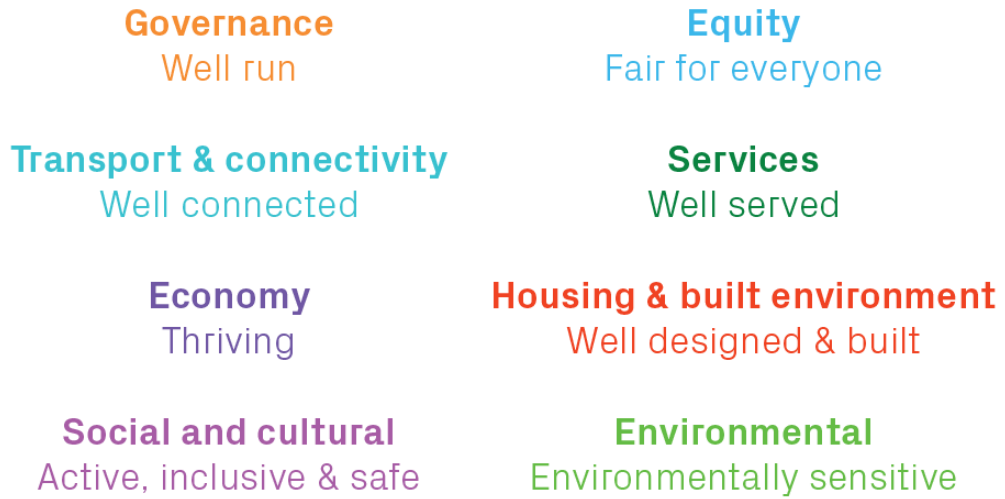 Governance
Well run
Equity
Fair for everyone
Transport & connectivity
Well connected
Services
Well served
Economy
Thriving
Housing & built environment
Well designed & built
Social and cultural
Active, inclusive & safe
Environmental
Environmentally sensitive